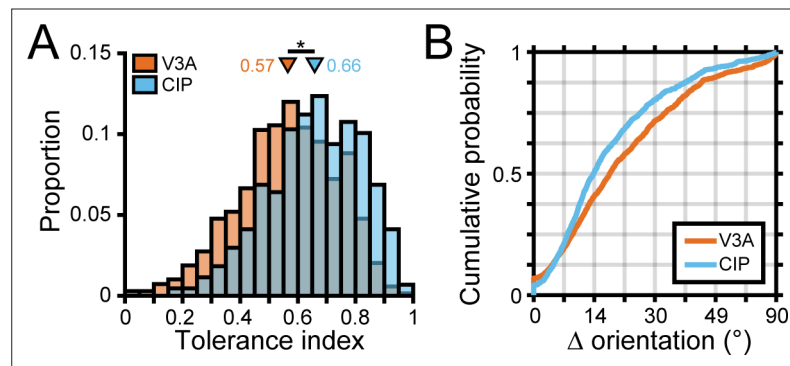 A
Proportion
0.15
0.1
0.05
0
V3A
CIP
*
0.57
0.66
0 0.2 0.4 0.6 0.8 1
Tolerance index
B
Cumulative probability
1
0.5
0
V3A
CIP
0 14 30 49 90
Δ orientation (°)